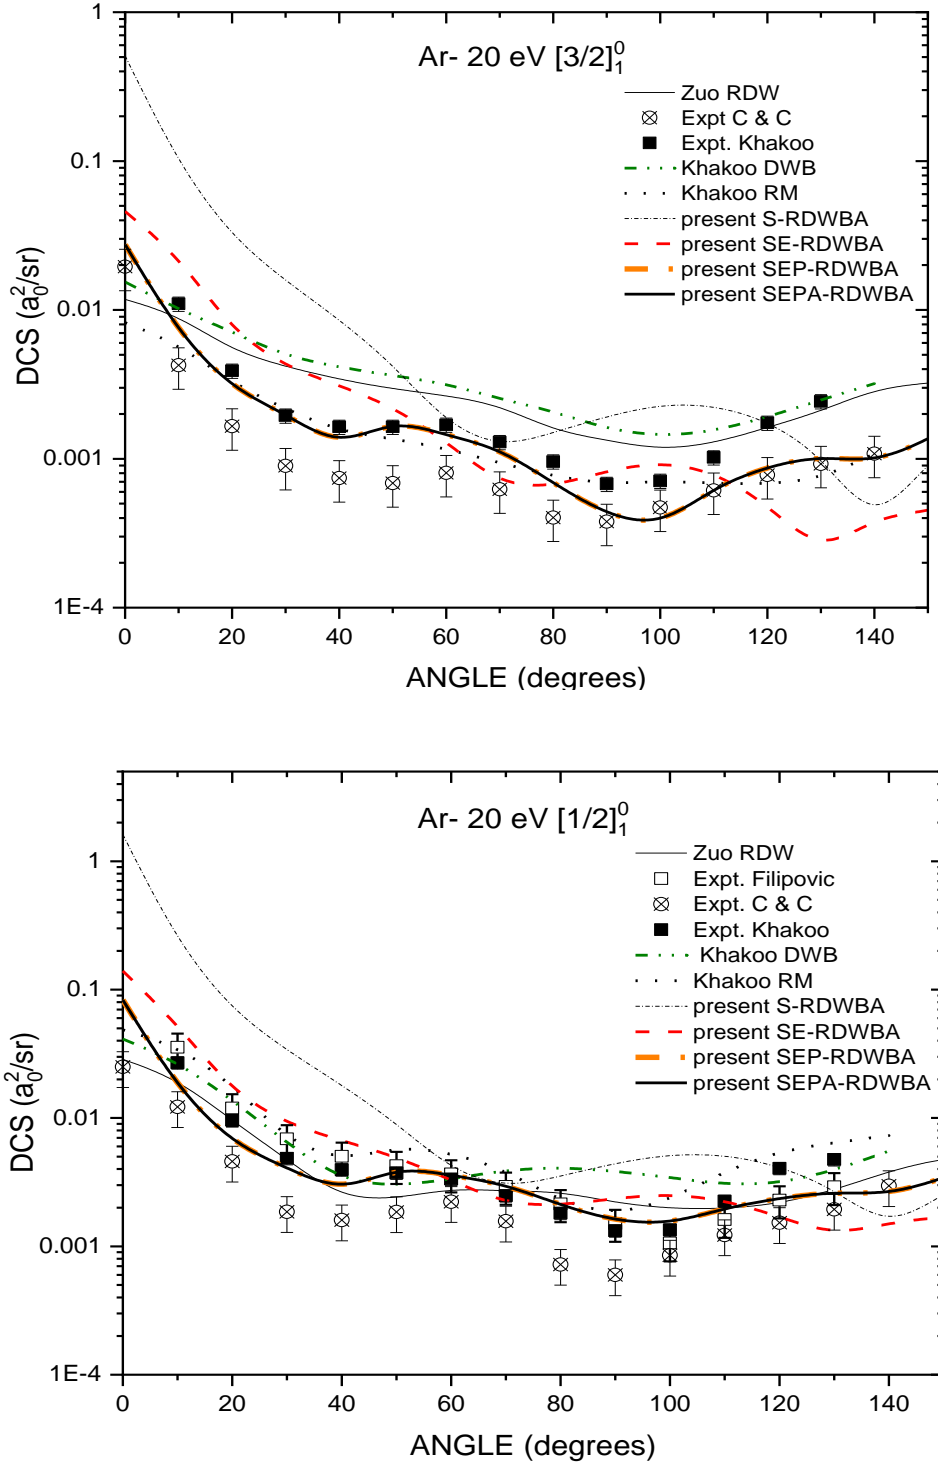 Ar- 20 eV [3/2]⁰₁
Zuo RDW
Expt C & C
Expt. Khakoo
Khakoo DWB
Khakoo RM
present S-RDWBA
present SE-RDWBA
present SEP-RDWBA
present SEPA-RDWBA
1
0.1
0.01
0.001
1E-4
DCS (a₀²/sr)
0 20 40 60 80 100 120 140
ANGLE (degrees)
Ar- 20 eV [1/2]⁰₁
Zuo RDW
Expt. Filipovic
Expt. C & C
Expt. Khakoo
Khakoo DWB
Khakoo RM
present S-RDWBA
present SE-RDWBA
present SEP-RDWBA
present SEPA-RDWBA
1
0.1
0.01
0.001
1E-4
DCS (a₀²/sr)
0 20 40 60 80 100 120 140
ANGLE (degrees)